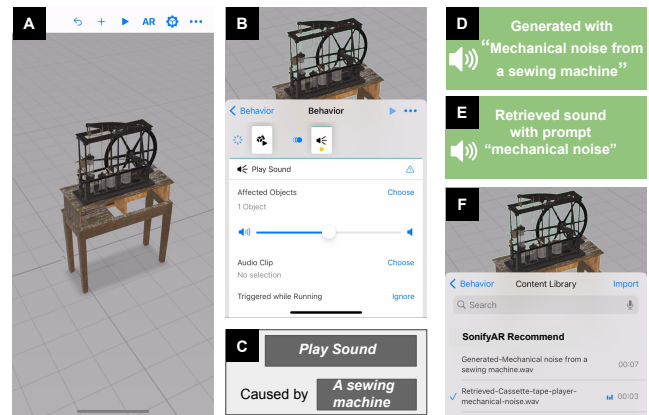 A
AR
B
Behavior
Behavior
Play Sound
Affected Objects
Choose
1 Object
Audio Clip
Choose
No selection
Triggered while Running
Ignore
C
Play Sound
Caused by
A sewing
machine
D
Generated with
“Mechanical noise from
a sewing machine”
E
Retrieved sound
with prompt
“mechanical noise”
F
Behavior
Content Library
Import
Search
SonifyAR Recommend
Generated-Mechanical noise from a
sewing machine.wav
00:07
Retrieved-Cassette-tape-player-
mechanical-noise.wav
00:03